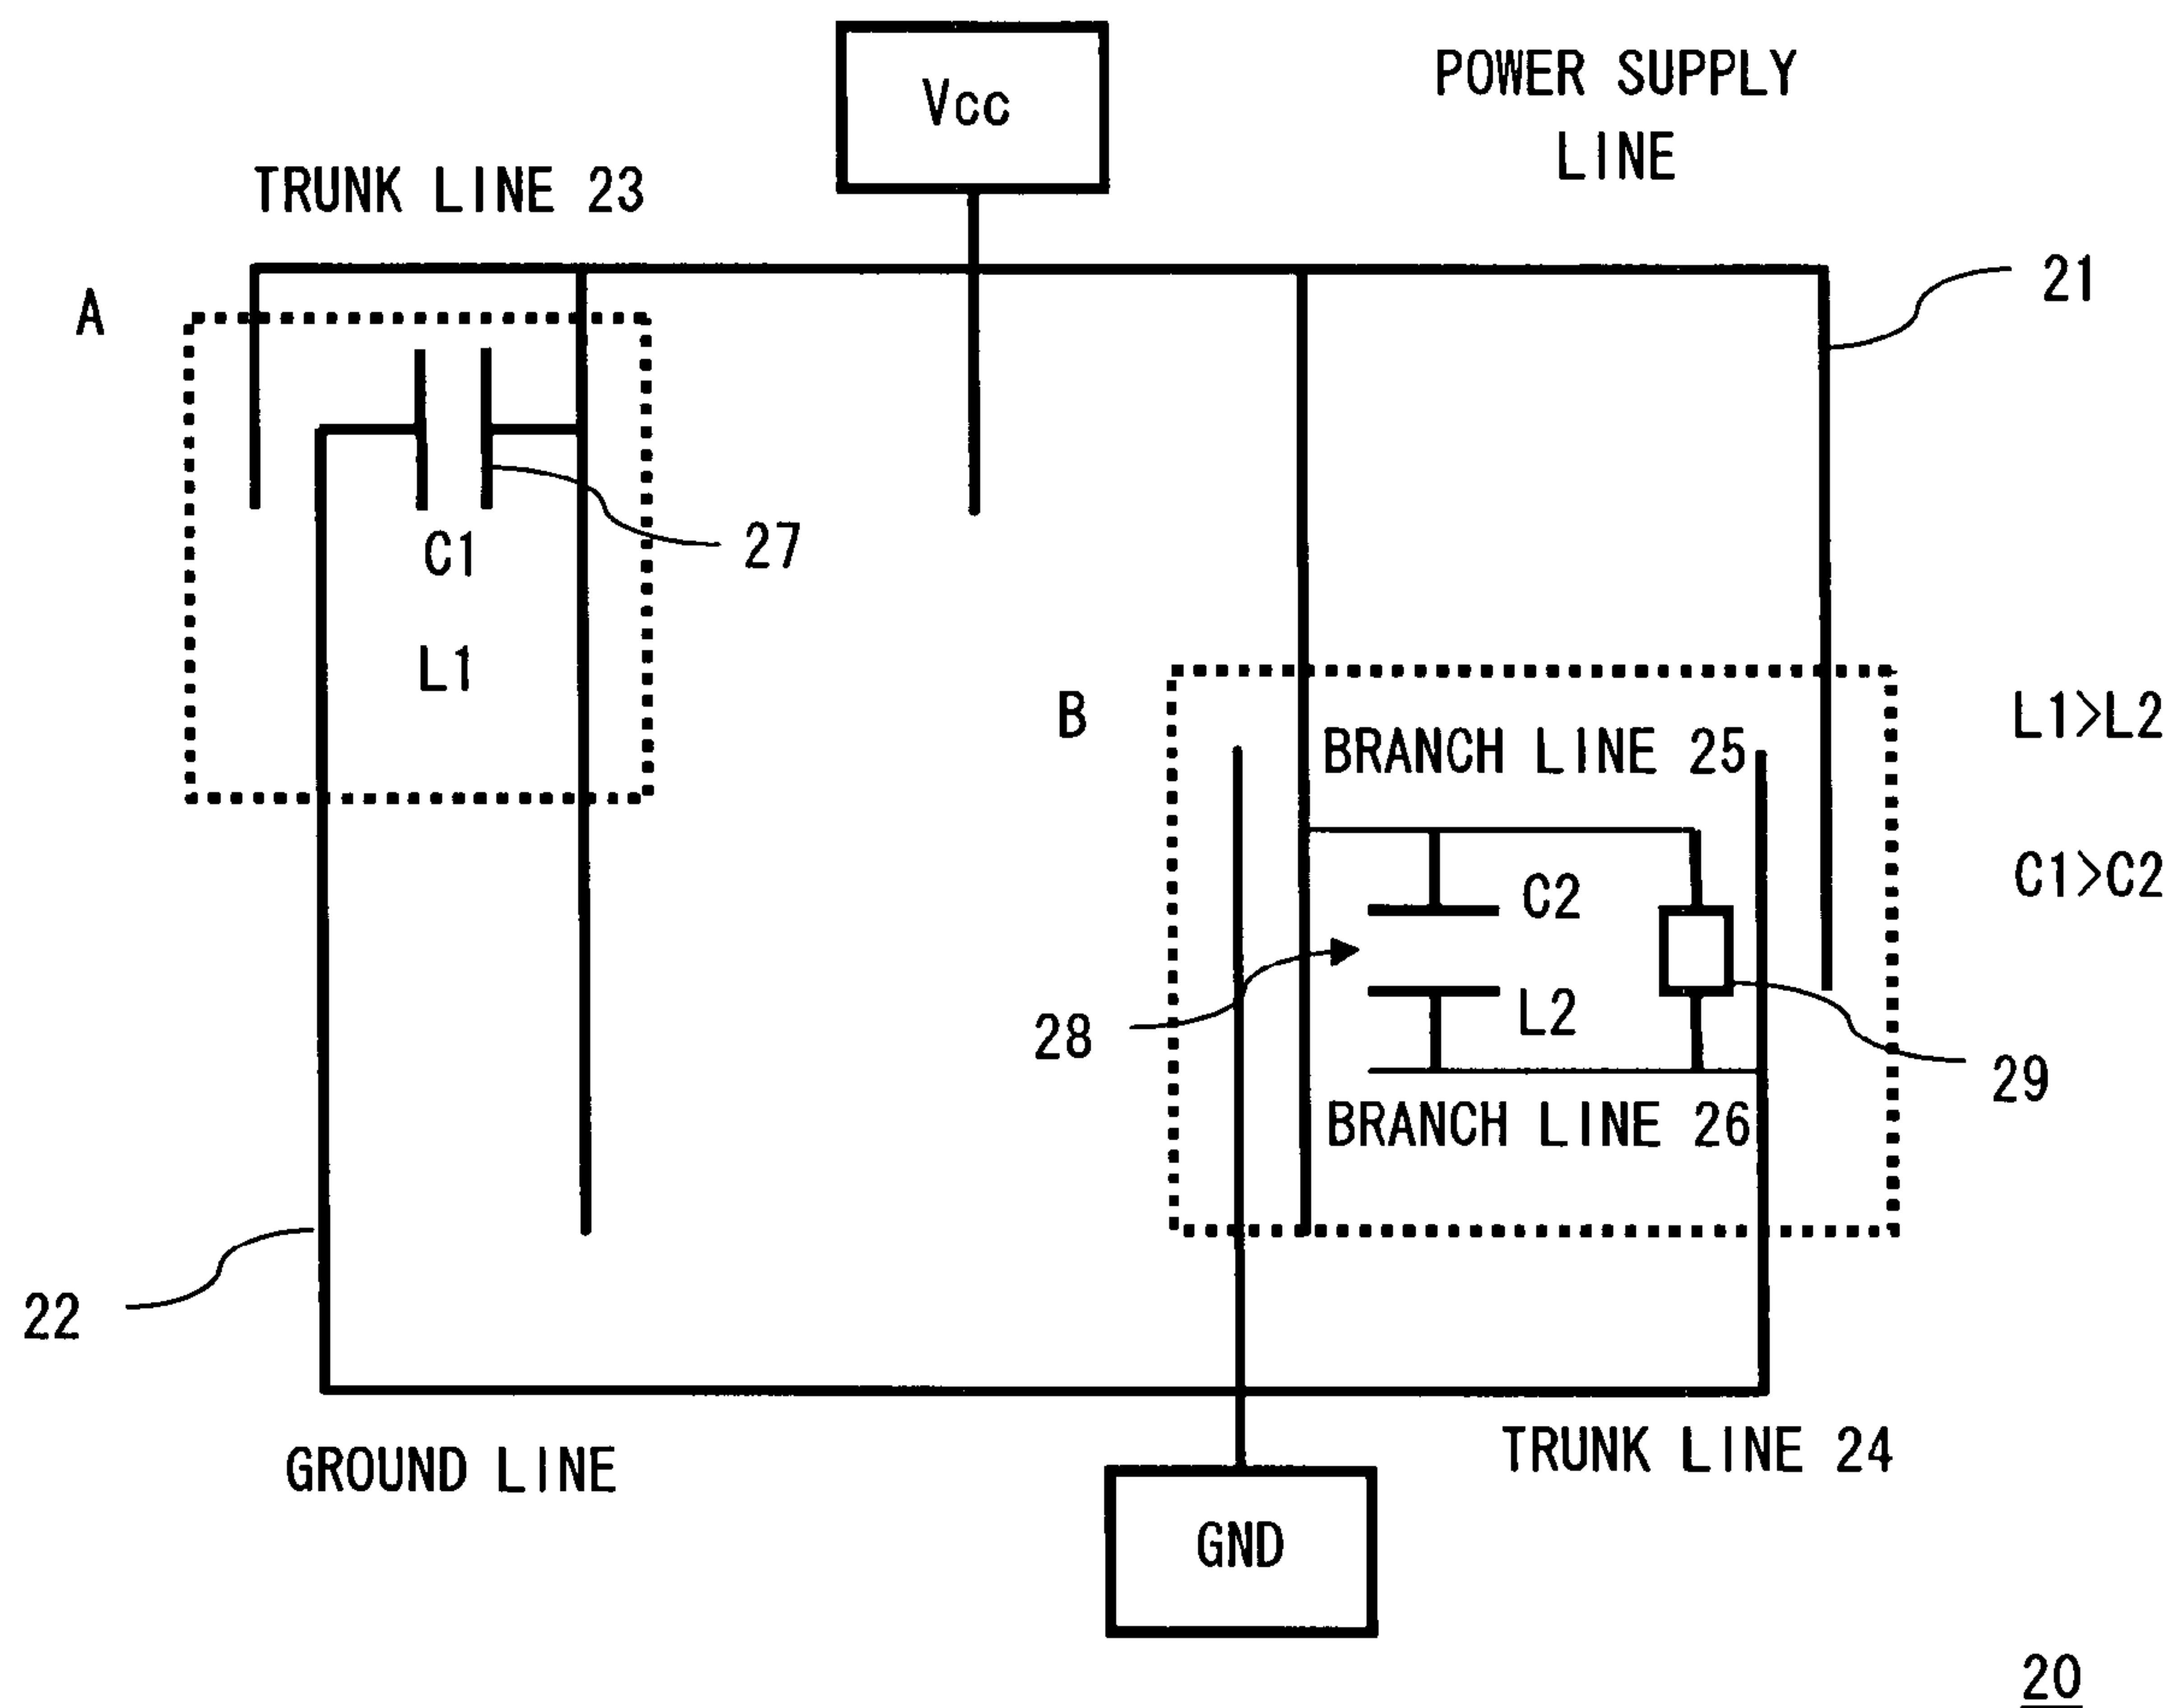 Vcc
POWER SUPPLY
LINE
TRUNK LINE 23
21
A
27
C1
L1
B
L1>L2
BRANCH LINE 25
C1>C2
C2
28
L2
29
BRANCH LINE 26
22
GROUND LINE
TRUNK LINE 24
GND
20